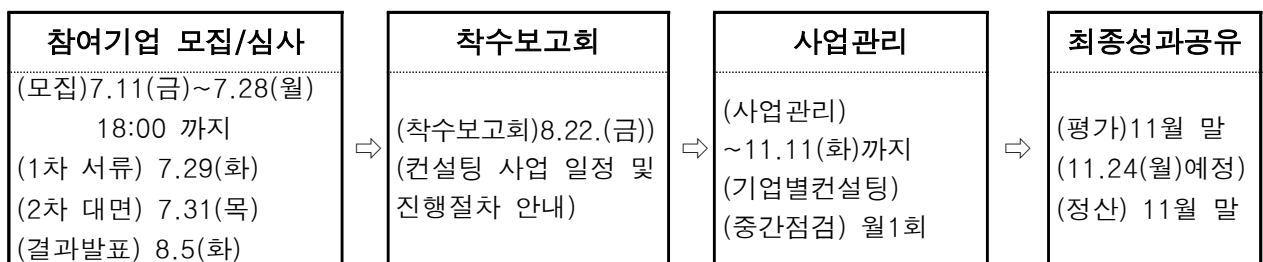 참여기업 모집/심사
(모집)7.11(금)~7.28(월)
18:00 까지
(1차 서류) 7.29(화)
(2차 대면) 7.31(목)
(결과발표) 8.5(화)
⇨
착수보고회
(착수보고회)8.22.(금))
(컨설팅 사업 일정 및
진행절차 안내)
⇨
사업관리
(사업관리)
~11.11(화)까지
(기업별컨설팅)
(중간점검) 월1회
⇨
최종성과공유
(평가)11월 말
(11.24(월)예정)
(정산) 11월 말